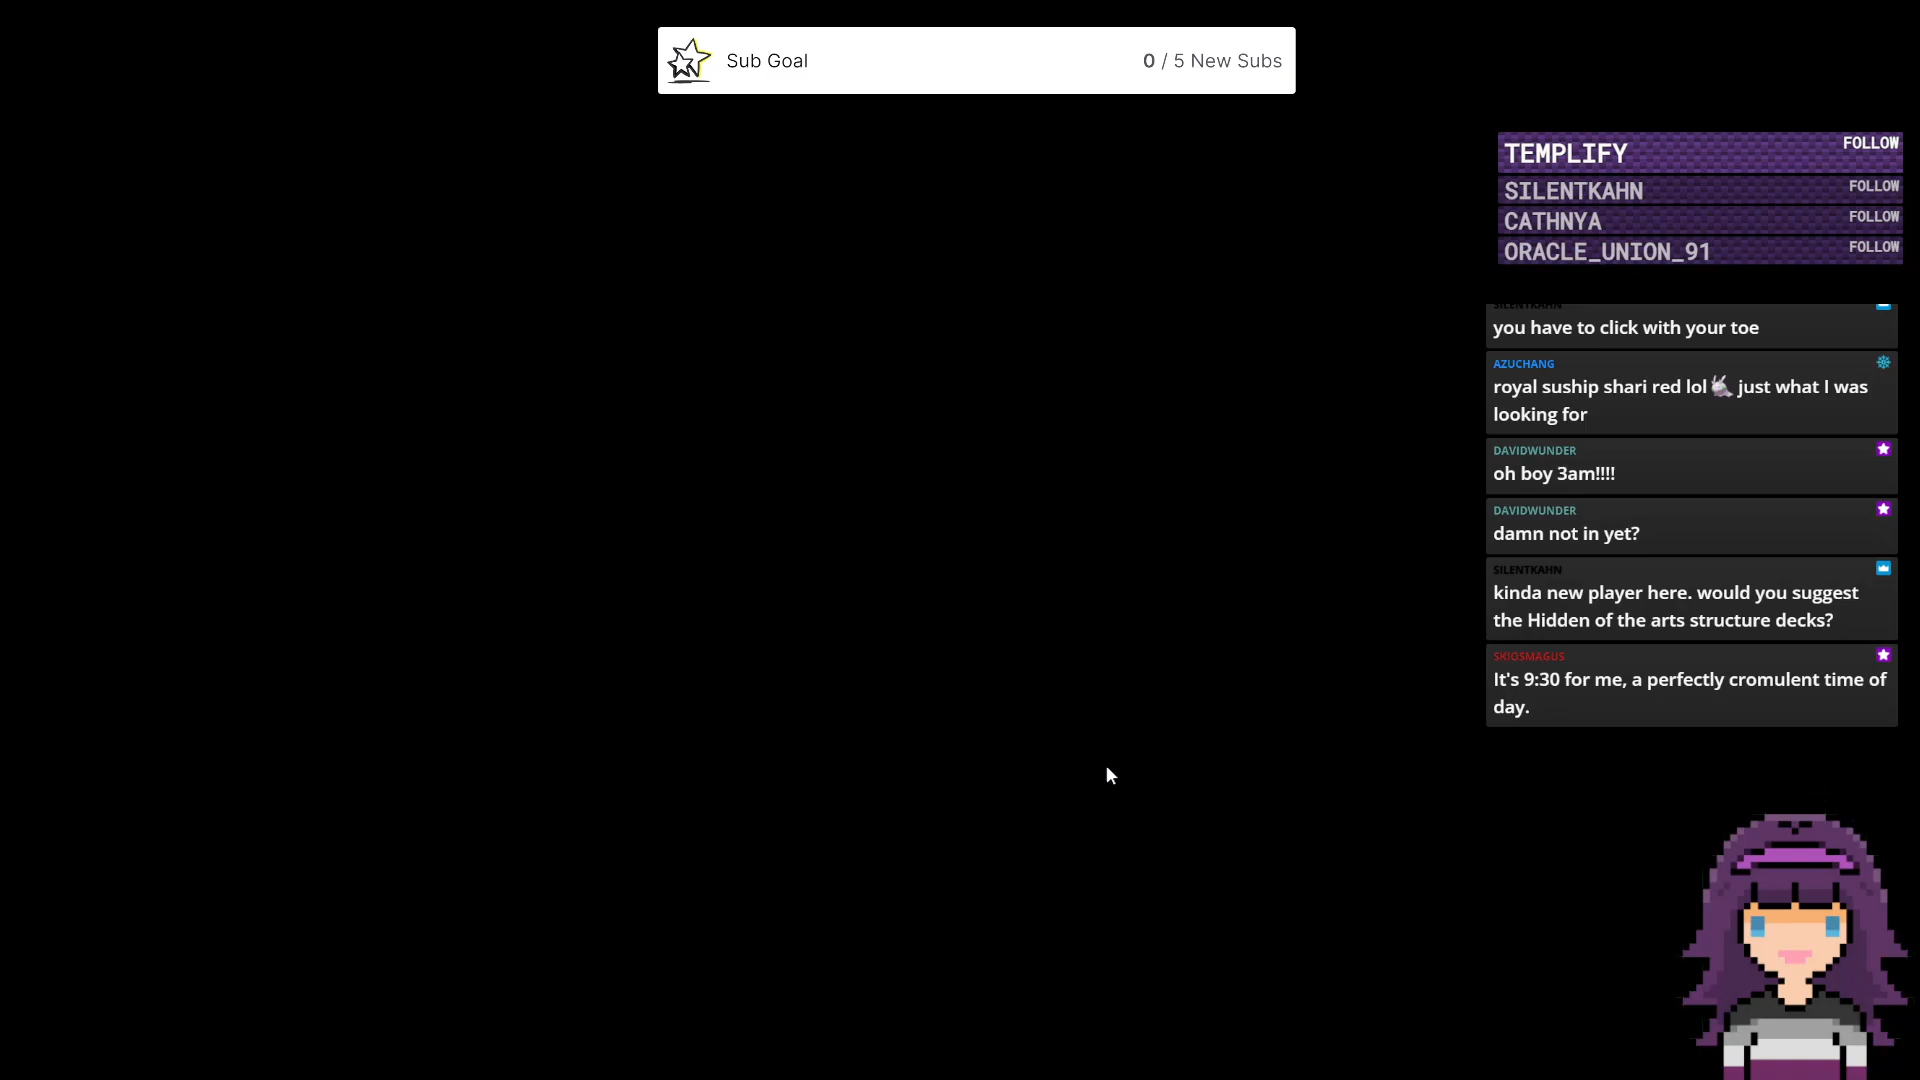 Sub Goal
0 / 5 New Subs
TEMPLIFY FOLLOW
SILENTKAHN FOLLOW
CATHNYA FOLLOW
ORACLE_UNION_91 FOLLOW
SILENTKAHN
you have to click with your toe
AZUCHANG
royal suship shari red lol just what I was
looking for
DAVIDWUNDER
oh boy 3am!!!!
DAVIDWUNDER
damn not in yet?
SILENTKAHN
kinda new player here. would you suggest
the Hidden of the arts structure decks?
SKIOSMAGUS
It's 9:30 for me, a perfectly cromulent time of
day.